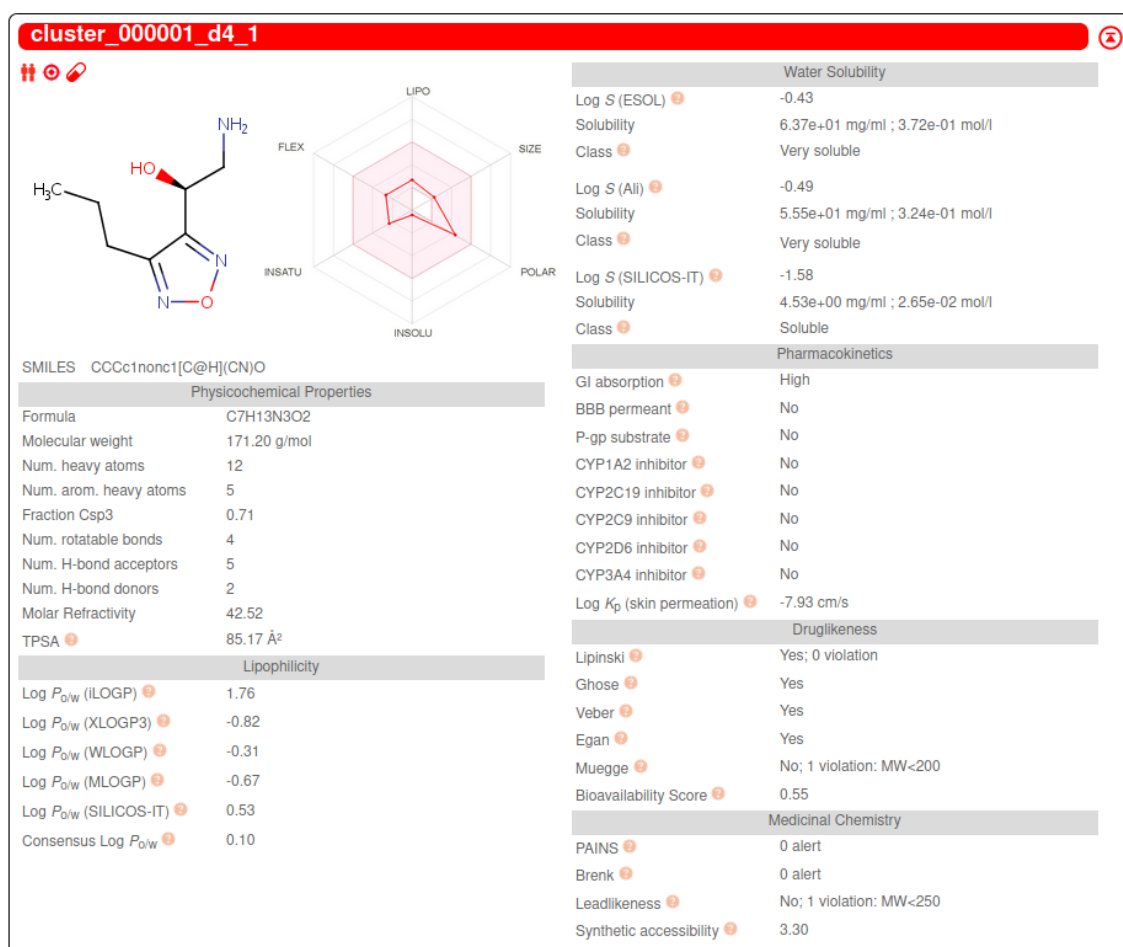 cluster_000001_d4_1
LIPO
FLEX
SIZE
INSATU
POLAR
INSOLU
NH2
HO
H3C
N
N
O
SMILES CCCc1nonc1[C@H](CN)O
Physicochemical Properties
Formula C7H13N3O2
Molecular weight 171.20 g/mol
Num. heavy atoms 12
Num. arom. heavy atoms 5
Fraction Csp3 0.71
Num. rotatable bonds 4
Num. H-bond acceptors 5
Num. H-bond donors 2
Molar Refractivity 42.52
TPSA ? 85.17 Å²
Lipophilicity
Log Po/w (iLOGP) ? 1.76
Log Po/w (XLOGP3) ? -0.82
Log Po/w (WLOGP) ? -0.31
Log Po/w (MLOGP) ? -0.67
Log Po/w (SILICOS-IT) ? 0.53
Consensus Log Po/w ? 0.10
Water Solubility
Log S (ESOL) ? -0.43
Solubility 6.37e+01 mg/ml ; 3.72e-01 mol/l
Class ? Very soluble
Log S (Ali) ? -0.49
Solubility 5.55e+01 mg/ml ; 3.24e-01 mol/l
Class ? Very soluble
Log S (SILICOS-IT) ? -1.58
Solubility 4.53e+00 mg/ml ; 2.65e-02 mol/l
Class ? Soluble
Pharmacokinetics
GI absorption ? High
BBB permeant ? No
P-gp substrate ? No
CYP1A2 inhibitor ? No
CYP2C19 inhibitor ? No
CYP2C9 inhibitor ? No
CYP2D6 inhibitor ? No
CYP3A4 inhibitor ? No
Log Kp (skin permeation) ? -7.93 cm/s
Druglikeness
Lipinski ? Yes; 0 violation
Ghose ? Yes
Veber ? Yes
Egan ? Yes
Muegge ? No; 1 violation: MW<200
Bioavailability Score ? 0.55
Medicinal Chemistry
PAINS ? 0 alert
Brenk ? 0 alert
Leadlikeness ? No; 1 violation: MW<250
Synthetic accessibility ? 3.30